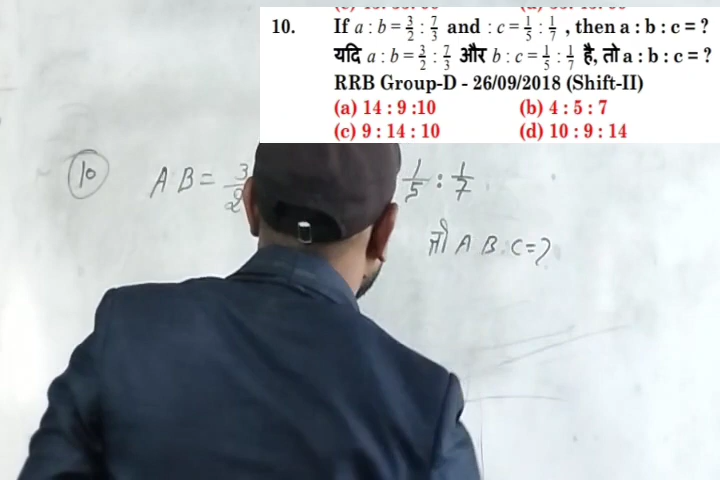 10. If a : b = 3/2 : 7/3 and : c = 1/5 : 1/7 , then a : b : c = ?
यदि a : b = 3/2 : 7/3 और b : c = 1/5 : 1/7 है, तो a : b : c = ?
RRB Group-D - 26/09/2018 (Shift-II)
(a) 14 : 9 :10 (b) 4 : 5 : 7
(c) 9 : 14 : 10 (d) 10 : 9 : 14
10 A B = 3/2 1/5 : 1/7
तो A B : C = ?